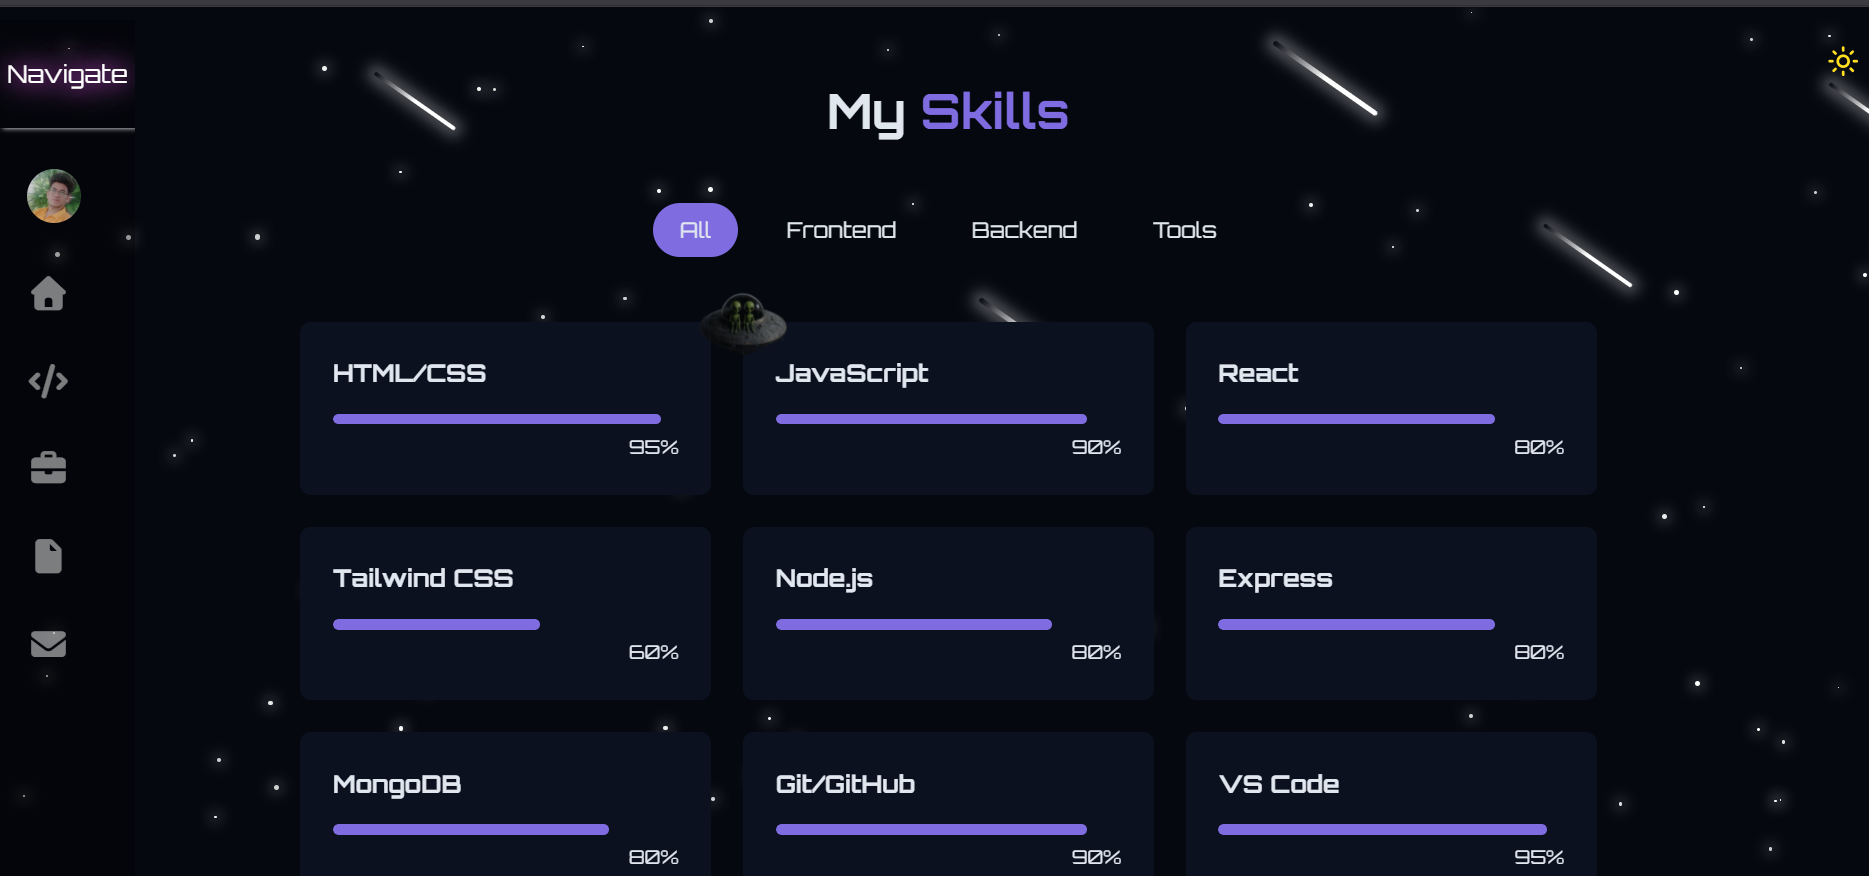 Navigate
My Skills
All Frontend Backend Tools
HTML/CSS
95%
JavaScript
90%
React
80%
Tailwind CSS
60%
Node.js
80%
Express
80%
MongoDB
80%
Git/GitHub
90%
VS Code
95%